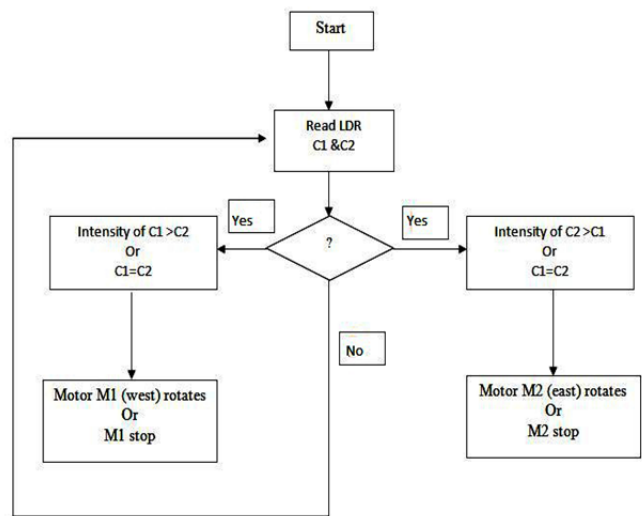 Start
Read LDR
C1 &C2
Yes
Yes
?
Intensity of C1 >C2
Or
C1=C2
Intensity of C2 >C1
Or
C1=C2
No
Motor M1 (west) rotates
Or
M1 stop
Motor M2 (east) rotates
Or
M2 stop